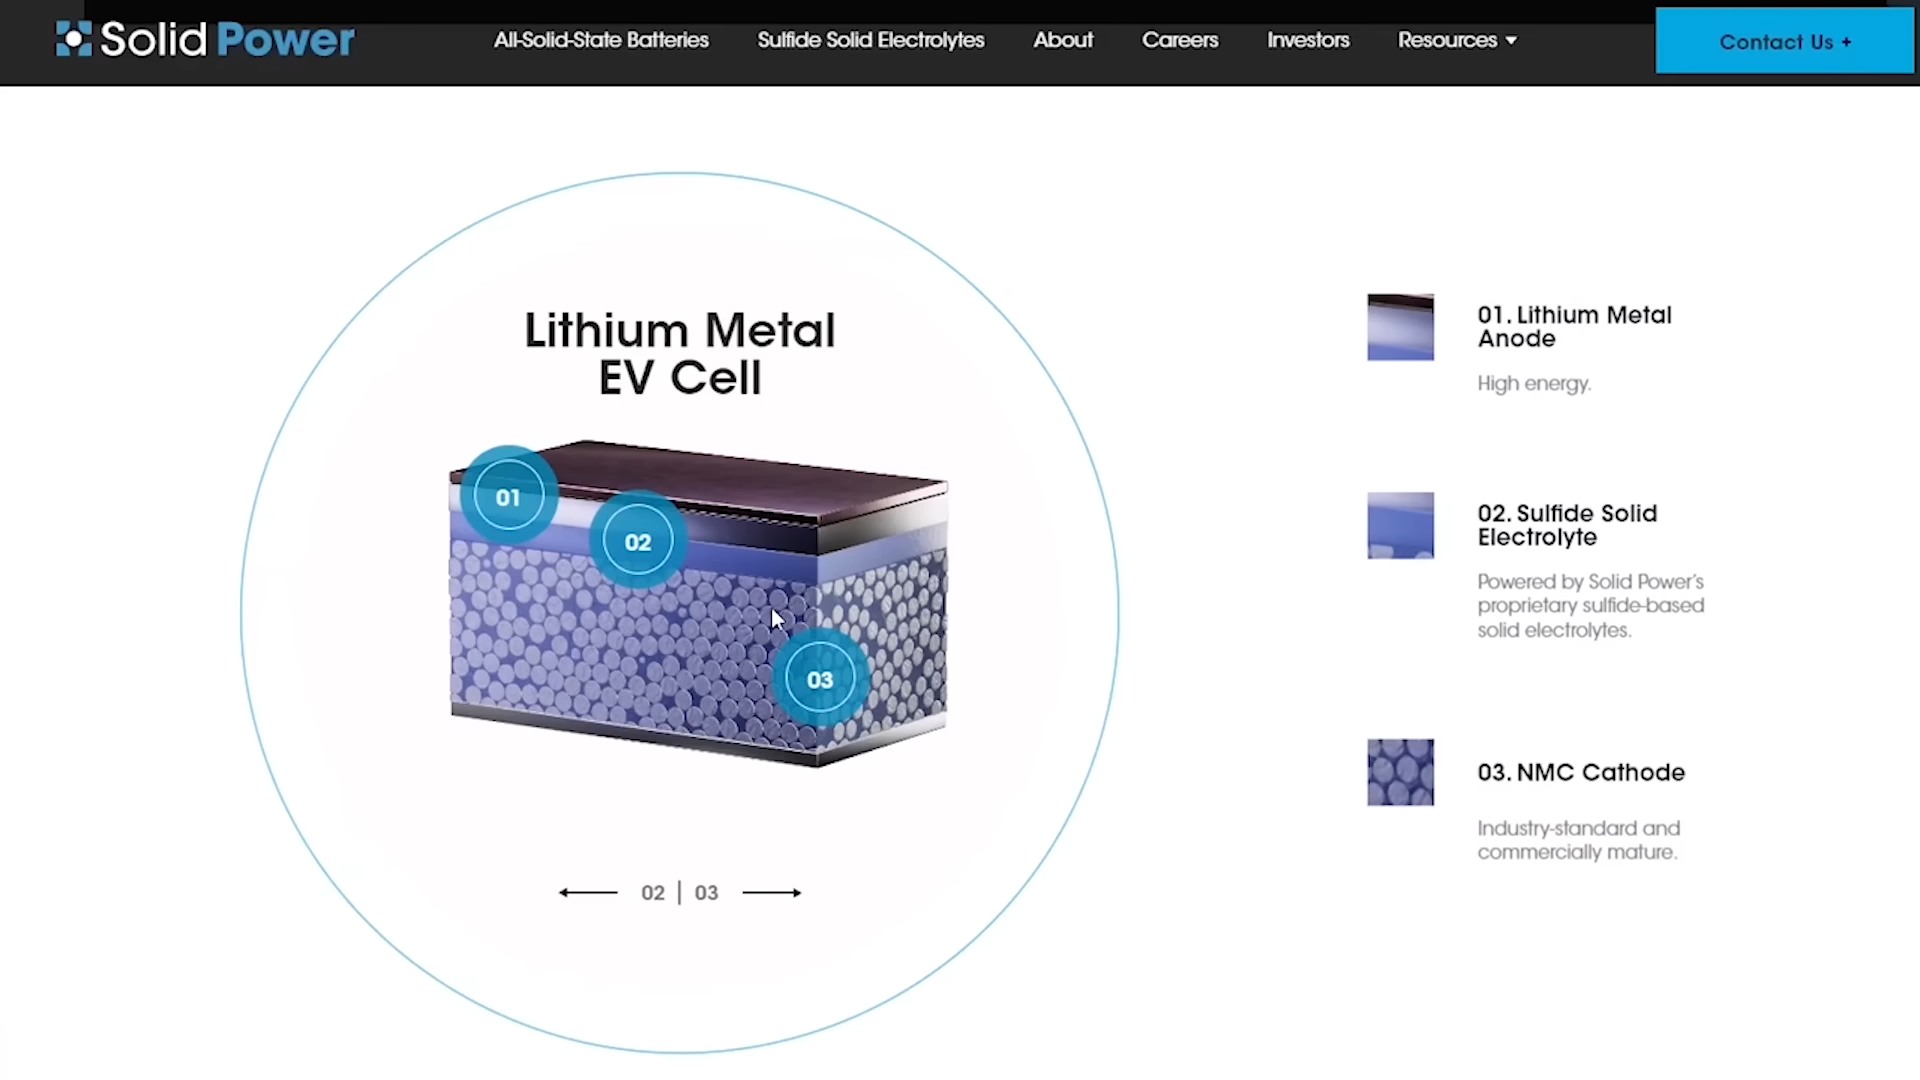 Solid Power
All-Solid-State Batteries
Sulfide Solid Electrolytes
About
Careers
Investors
Resources
Contact Us +
Lithium Metal
EV Cell
01
02
03
02 | 03
01. Lithium Metal
Anode
High energy.
02. Sulfide Solid
Electrolyte
Powered by Solid Power's
proprietary sulfide-based
solid electrolytes.
03. NMC Cathode
Industry-standard and
commercially mature.